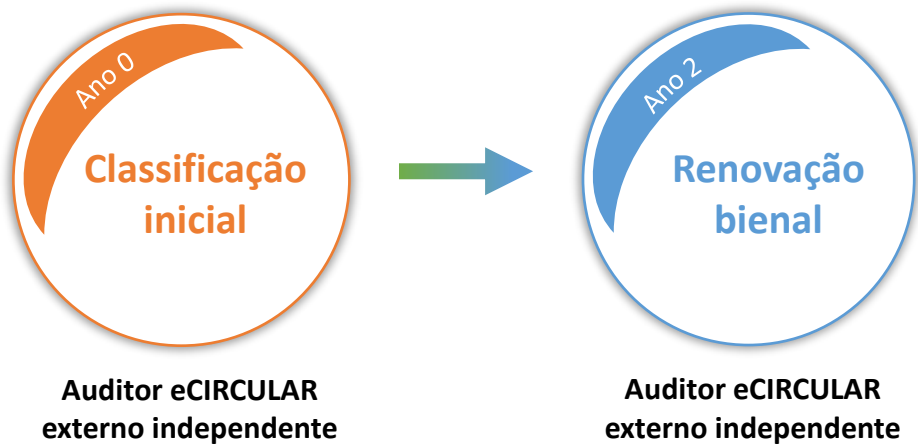 Ano 0
Classificação
inicial
Auditor eCIRCULAR
externo independente
Ano 2
Renovação
bienal
Auditor eCIRCULAR
externo independente